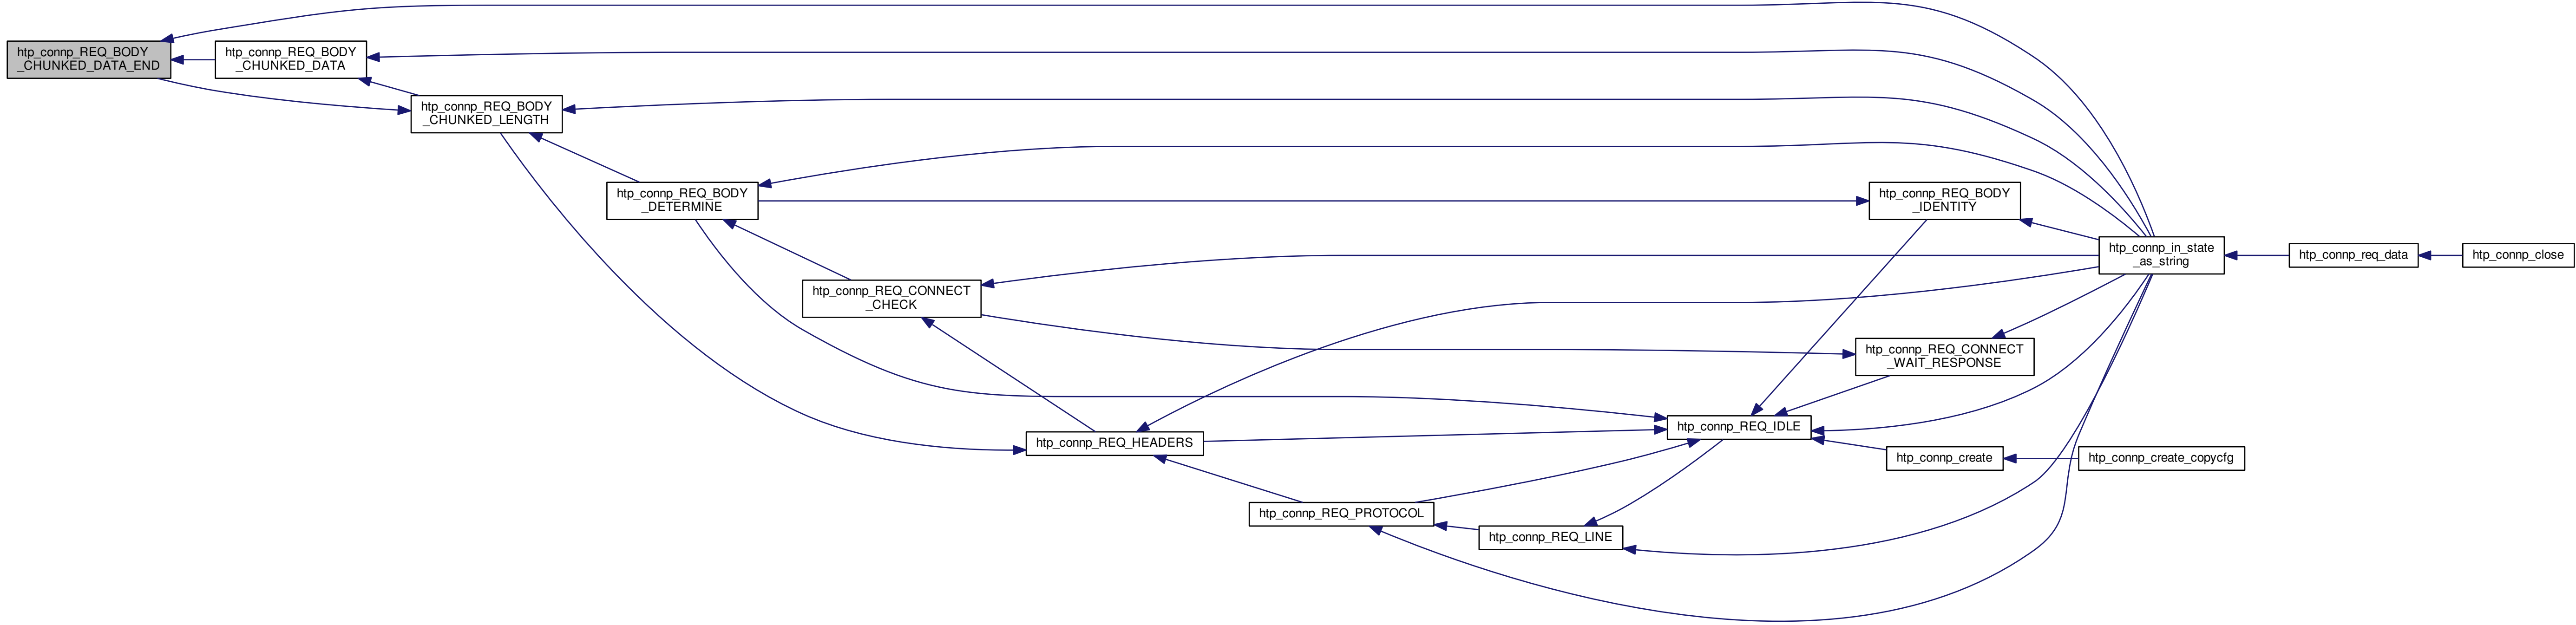 htp_connp_REQ_BODY
_CHUNKED_DATA_END
htp_connp_REQ_BODY
_CHUNKED_DATA
htp_connp_REQ_BODY
_CHUNKED_LENGTH
htp_connp_REQ_BODY
_DETERMINE
htp_connp_REQ_BODY
_IDENTITY
htp_connp_in_state
_as_string
htp_connp_req_data
htp_connp_close
htp_connp_REQ_CONNECT
_CHECK
htp_connp_REQ_CONNECT
_WAIT_RESPONSE
htp_connp_REQ_IDLE
htp_connp_REQ_HEADERS
htp_connp_create
htp_connp_create_copycfg
htp_connp_REQ_PROTOCOL
htp_connp_REQ_LINE